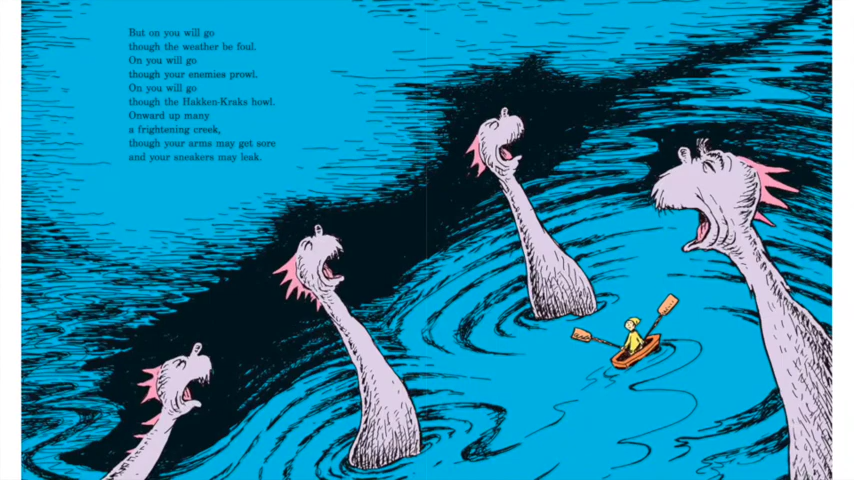 But on you will go
though the weather be foul.
On you will go
though your enemies prowl.
On you will go
though the Hakken-Kraks howl.
Onward up many
a frightening creek,
though your arms may get sore
and your sneakers may leak.